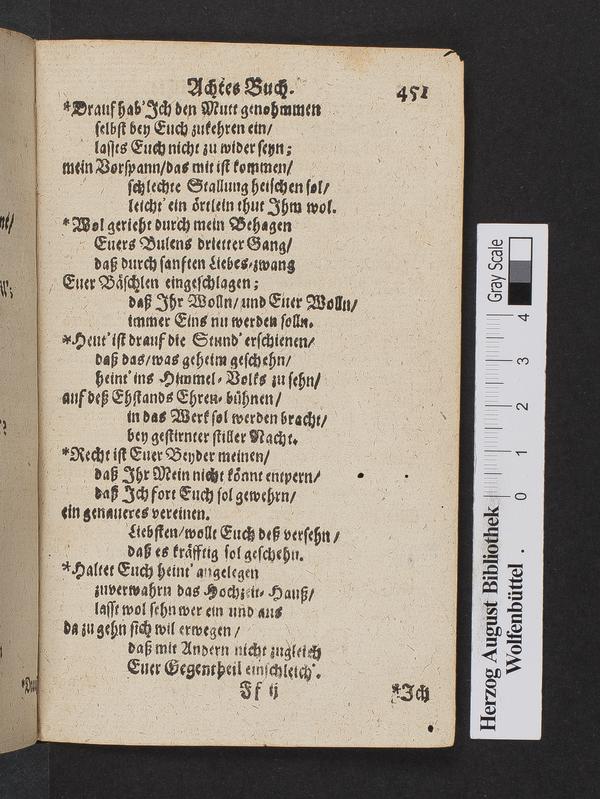 Achtes Buch. 451
*Drauf hab' Ich den Mutt genohmmen
selbst bey Euch zukehren ein/
lasts Euch nicht zu wider seyn;
mein Vorspann/das mit ist kommen/
schlechte Stallung heischen sol/
leicht' ein örtlein thut Ihm wol.
*Wol gerieht durch mein Behagen
Euers Bulens drietter Gang/
daß durch sanften Liebes-zwang
Euer Bäschlen eingeschlagen;
daß Ihr Wolln/und Euer Wolln/
immer Eins nu werden solln.
*Heut' ist drauf die Stund' erschienen/
daß das/was geheim geschehn/
heint' ins Himmel-Volks zu sehn/
auf deß Ehstands Ehren-bühnen/
in das Werk sol werden bracht/
bey gestirnter stiller Nacht.
*Recht ist Euer Beyder meinen/
daß Ihr Mein nicht könnt entpern/
daß Ich fort Euch sol gewehrn/
ein genaueres vereinen.
Liebsten/wollt Euch deß versehn/
daß es kräfftig sol geschehn.
*Haltet Euch heint' angelegen
zuverwahrn das Hochzeit-Hauß/
lasst wol sehn wer ein und aus
da zu gehn sich wil erwegen/
daß mit Andern nicht zugleich
Euer Gegentheil einschleich'.
Ff ij *Ich
Herzog August Bibliothek
Wolfenbüttel
Gray Scale
0 1 2 3 4